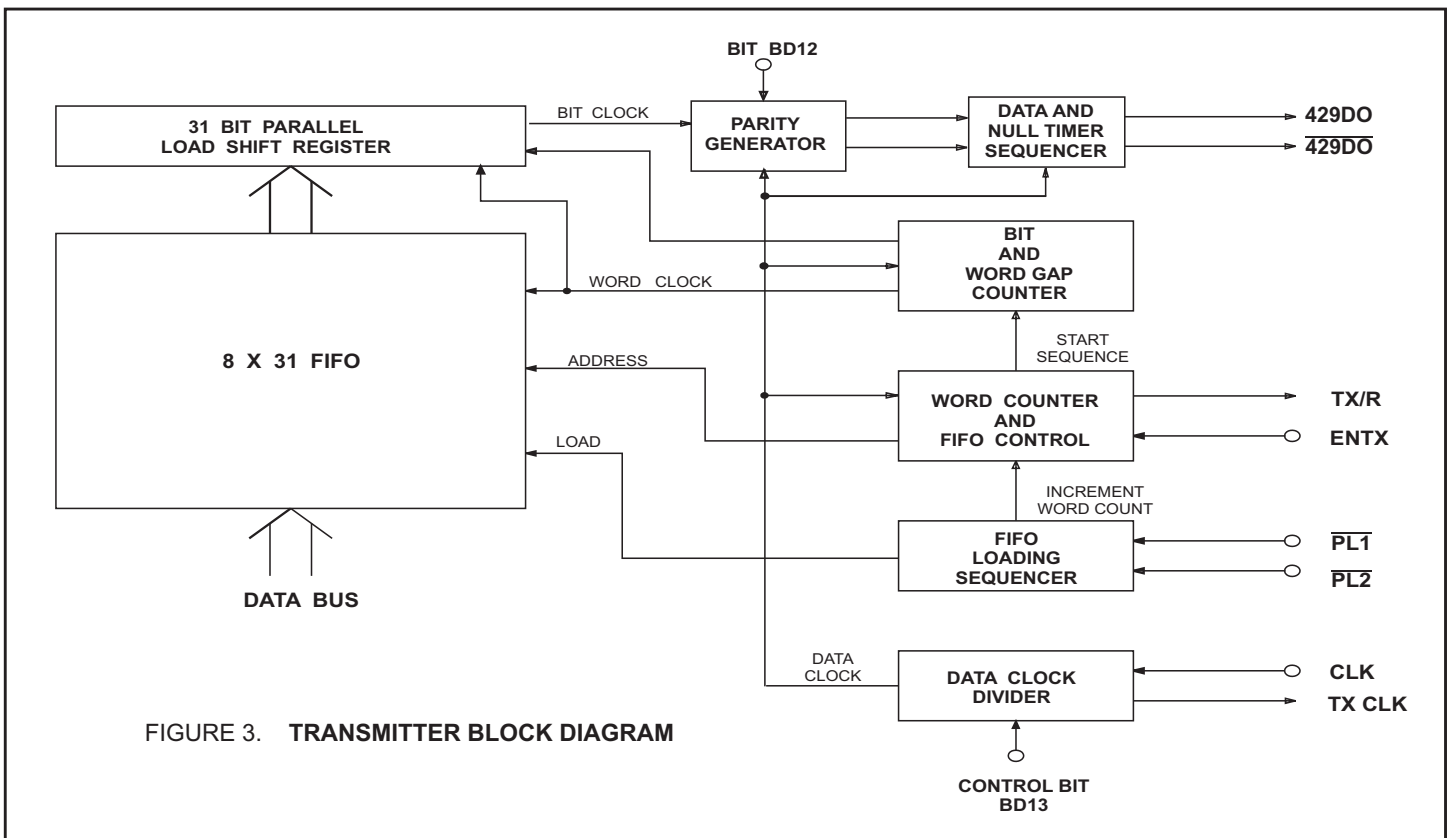 BIT BD12
31 BIT PARALLEL
LOAD SHIFT REGISTER
BIT CLOCK
PARITY
GENERATOR
DATA AND
NULL TIMER
SEQUENCER
429DO
429DO
BIT
AND
WORD GAP
COUNTER
WORD CLOCK
8 X 31 FIFO
START
SEQUENCE
ADDRESS
WORD COUNTER
AND
FIFO CONTROL
TX/R
ENTX
LOAD
INCREMENT
WORD COUNT
FIFO
LOADING
SEQUENCER
PL1
PL2
DATA BUS
DATA
CLOCK
DATA CLOCK
DIVIDER
CLK
TX CLK
FIGURE 3. TRANSMITTER BLOCK DIAGRAM
CONTROL BIT
BD13